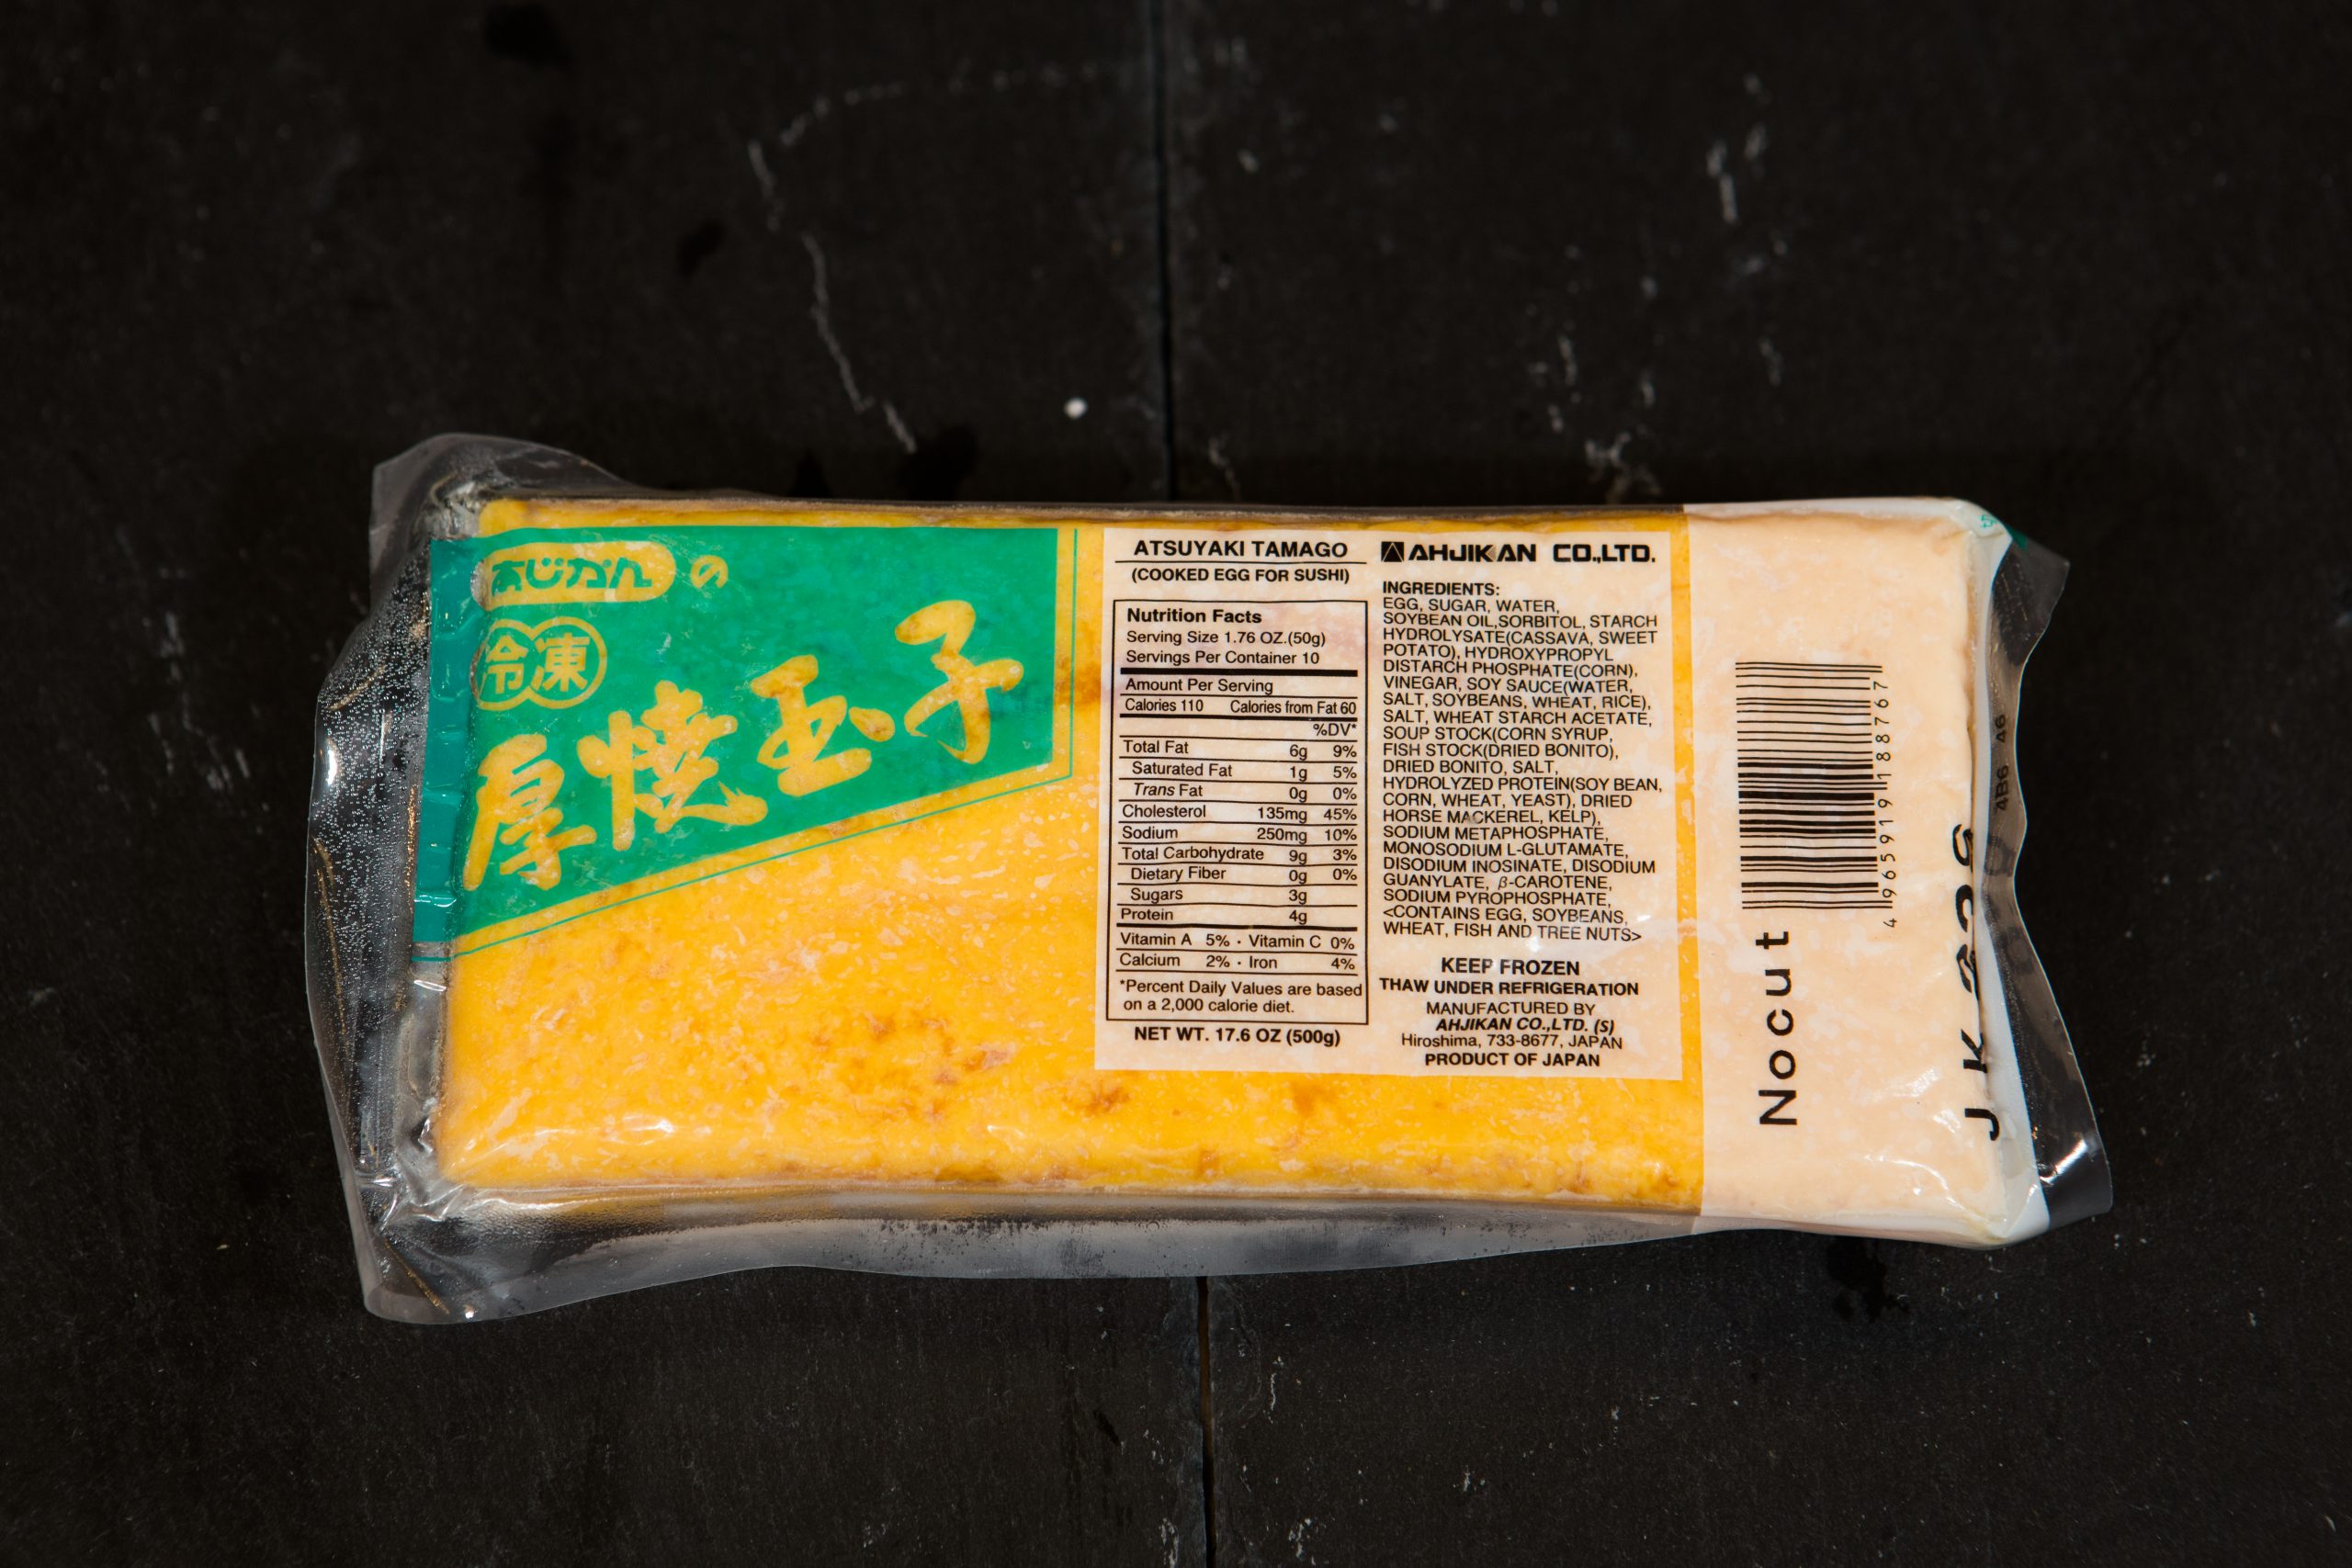 あじかんの
冷凍
厚焼玉子
ATSUYAKI TAMAGO
(COOKED EGG FOR SUSHI)
Nutrition Facts
Serving Size 1.76 OZ.(50g)
Servings Per Container 10
Amount Per Serving
Calories 110 Calories from Fat 60
%DV*
Total Fat 6g 9%
Saturated Fat 1g 5%
Trans Fat 0g 0%
Cholesterol 135mg 45%
Sodium 250mg 10%
Total Carbohydrate 9g 3%
Dietary Fiber 0g 0%
Sugars 3g
Protein 4g
Vitamin A 5% · Vitamin C 0%
Calcium 2% · Iron 4%
*Percent Daily Values are based
on a 2,000 calorie diet.
NET WT. 17.6 OZ (500g)
AHJIKAN CO.,LTD.
INGREDIENTS:
EGG, SUGAR, WATER,
SOYBEAN OIL,SORBITOL, STARCH
HYDROLYSATE(CASSAVA, SWEET
POTATO), HYDROXYPROPYL
DISTARCH PHOSPHATE(CORN),
VINEGAR, SOY SAUCE(WATER,
SALT, SOYBEANS, WHEAT, RICE),
SALT, WHEAT STARCH ACETATE,
SOUP STOCK(CORN SYRUP,
FISH STOCK(DRIED BONITO),
DRIED BONITO, SALT,
HYDROLYZED PROTEIN(SOY BEAN,
CORN, WHEAT, YEAST), DRIED
HORSE MACKEREL, KELP),
SODIUM METAPHOSPHATE,
MONOSODIUM L-GLUTAMATE,
DISODIUM INOSINATE, DISODIUM
GUANYLATE, β-CAROTENE,
SODIUM PYROPHOSPHATE,
<CONTAINS EGG, SOYBEANS,
WHEAT, FISH AND TREE NUTS>
KEEP FROZEN
THAW UNDER REFRIGERATION
MANUFACTURED BY
AHJIKAN CO.,LTD. (S)
Hiroshima, 733-8677, JAPAN
PRODUCT OF JAPAN
Nocut
4 965919 188767
JK